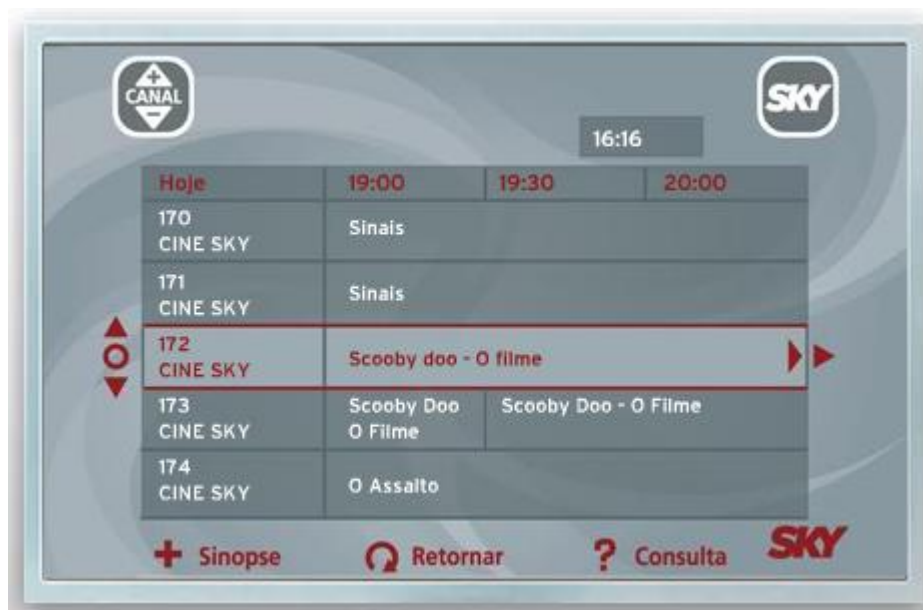 CANAL
SKY
16:16
Hoje 19:00 19:30 20:00
170
CINE SKY
Sinais
171
CINE SKY
Sinais
172
CINE SKY
Scooby doo - O filme
173
CINE SKY
Scooby Doo
O Filme
Scooby Doo - O Filme
174
CINE SKY
O Assalto
+ Sinopse
Retornar
? Consulta
SKY